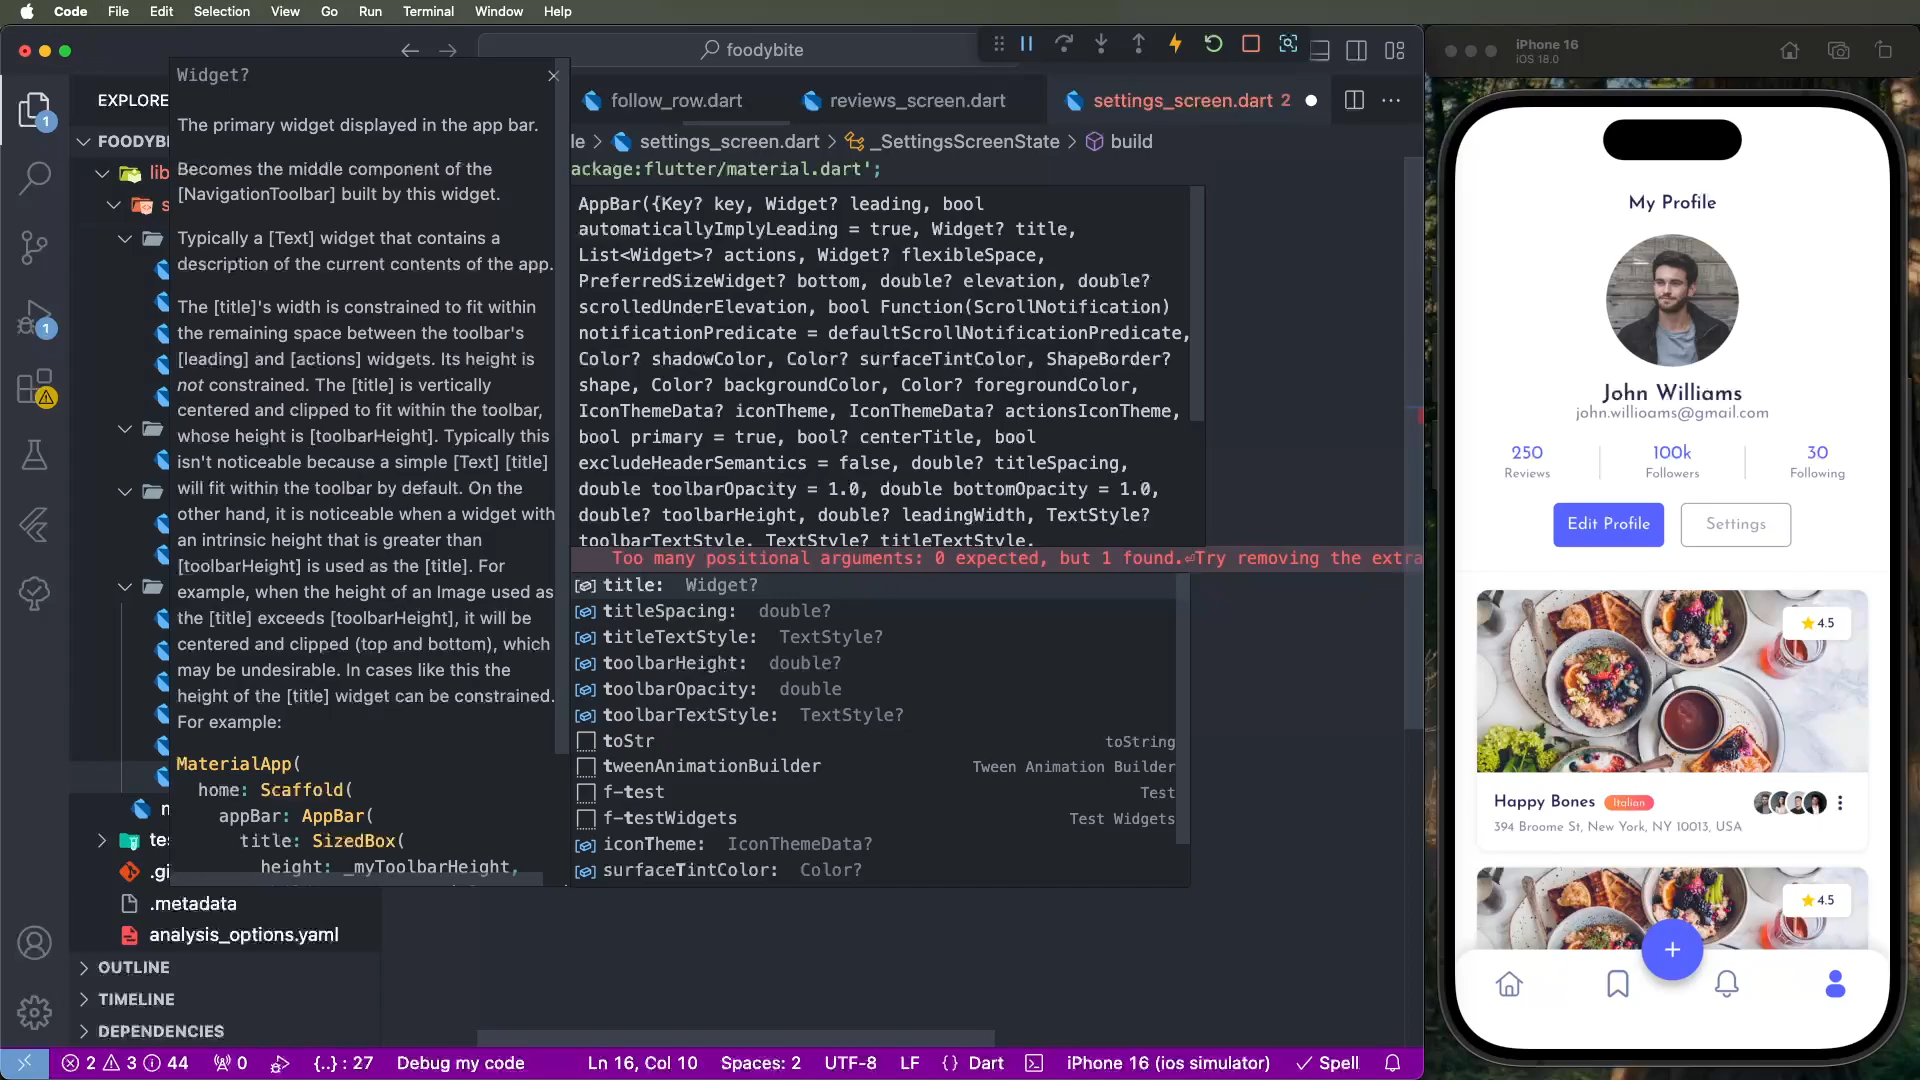 Code File Edit Selection View Go Run Terminal Window Help
foodybite
iPhone 16
iOS 18.0
EXPLORE
follow_row.dart
reviews_screen.dart
settings_screen.dart 2
le > settings_screen.dart > _SettingsScreenState > build
FOODYBI
lib
s
Widget?
The primary widget displayed in the app bar.
Becomes the middle component of the
[NavigationToolbar] built by this widget.
Typically a [Text] widget that contains a
description of the current contents of the app.
The [title]'s width is constrained to fit within
the remaining space between the toolbar's
[leading] and [actions] widgets. Its height is
not constrained. The [title] is vertically
centered and clipped to fit within the toolbar,
whose height is [toolbarHeight]. Typically this
isn't noticeable because a simple [Text] [title]
will fit within the toolbar by default. On the
other hand, it is noticeable when a widget with
an intrinsic height that is greater than
[toolbarHeight] is used as the [title]. For
example, when the height of an Image used as
the [title] exceeds [toolbarHeight], it will be
centered and clipped (top and bottom), which
may be undesirable. In cases like this the
height of the [title] widget can be constrained.
For example:
MaterialApp(
home: Scaffold(
appBar: AppBar(
title: SizedBox(
height: _myToolbarHeight,
ackage:flutter/material.dart';
AppBar({Key? key, Widget? leading, bool
automaticallyImplyLeading = true, Widget? title,
List<Widget>? actions, Widget? flexibleSpace,
PreferredSizeWidget? bottom, double? elevation, double?
scrolledUnderElevation, bool Function(ScrollNotification)
notificationPredicate = defaultScrollNotificationPredicate,
Color? shadowColor, Color? surfaceTintColor, ShapeBorder?
shape, Color? backgroundColor, Color? foregroundColor,
IconThemeData? iconTheme, IconThemeData? actionsIconTheme,
bool primary = true, bool? centerTitle, bool
excludeHeaderSemantics = false, double? titleSpacing,
double toolbarOpacity = 1.0, double bottomOpacity = 1.0,
double? toolbarHeight, double? leadingWidth, TextStyle?
toolbarTextStyle, TextStyle? titleTextStyle,
Too many positional arguments: 0 expected, but 1 found.⏎Try removing the extra
title: Widget?
titleSpacing: double?
titleTextStyle: TextStyle?
toolbarHeight: double?
toolbarOpacity: double
toolbarTextStyle: TextStyle?
toStr toString
tweenAnimationBuilder Tween Animation Builder
f-test Test
f-testWidgets Test Widgets
iconTheme: IconThemeData?
surfaceTintColor: Color?
1
1
tes
.gi
.metadata
analysis_options.yaml
OUTLINE
TIMELINE
DEPENDENCIES
2 3 44 0 {..} : 27 Debug my code Ln 16, Col 10 Spaces: 2 UTF-8 LF {} Dart iPhone 16 (ios simulator) Spell
My Profile
John Williams
john.willioams@gmail.com
250 100k 30
Reviews Followers Following
Edit Profile Settings
4.5
Happy Bones Italian
394 Broome St, New York, NY 10013, USA
4.5
+